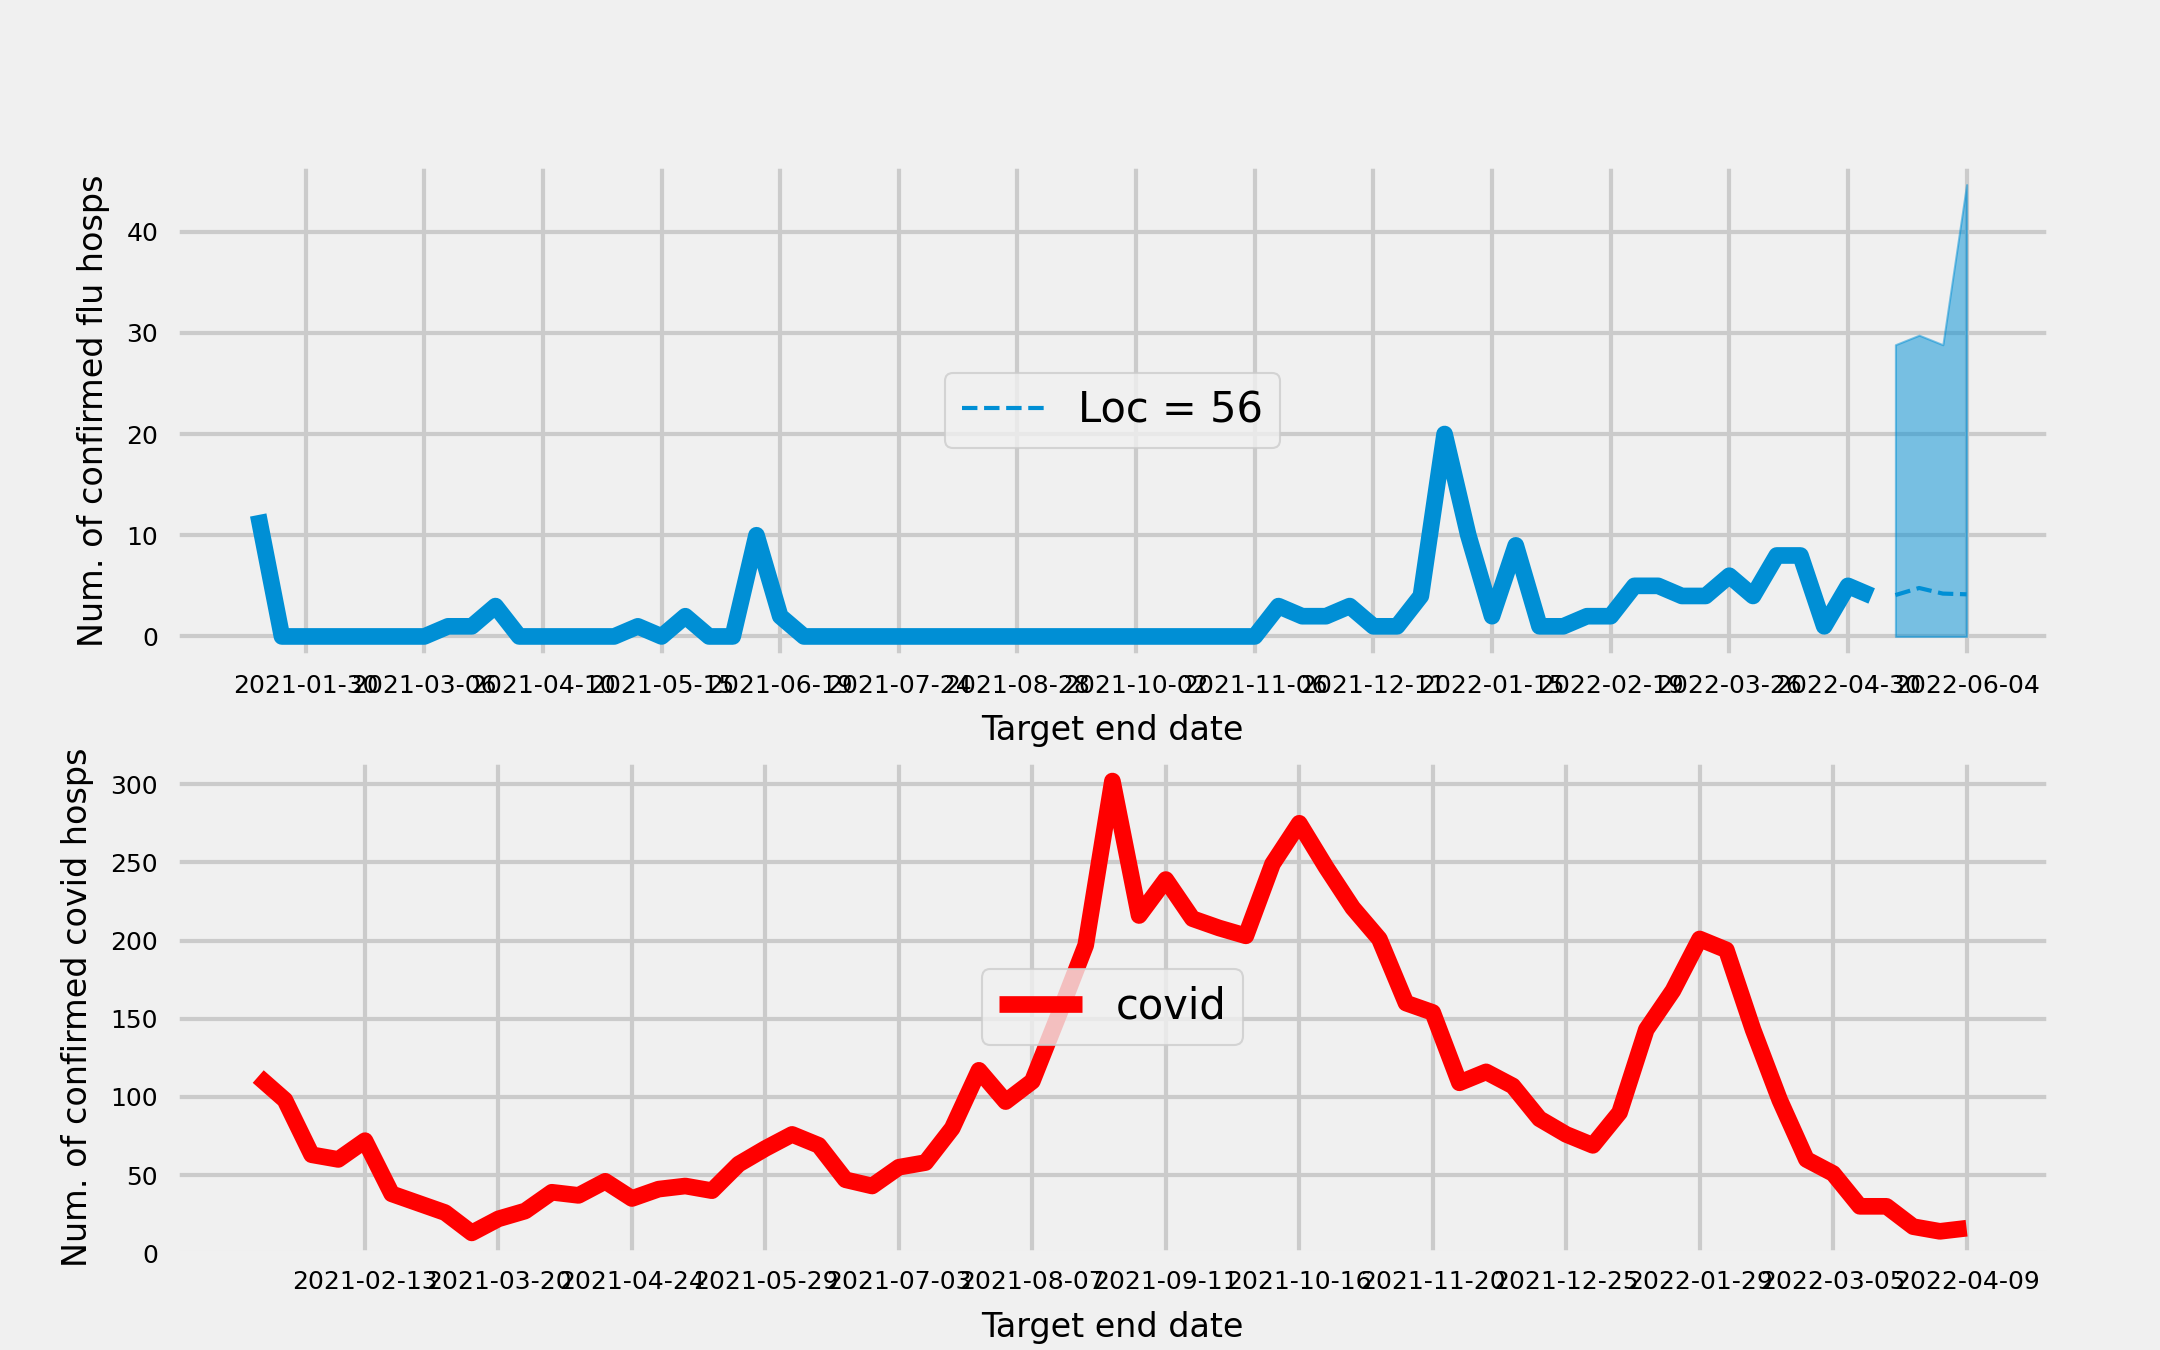 Num. of confirmed flu hosps
40
30
20
10
0
Loc = 56
2021-01-30 2021-03-06 2021-04-10 2021-05-15 2021-06-19 2021-07-24 2021-08-28 2021-10-02 2021-11-06 2021-12-11 2022-01-15 2022-02-19 2022-03-26 2022-04-30 2022-06-04
Target end date
Num. of confirmed covid hosps
300
250
200
150
100
50
0
covid
2021-02-13 2021-03-20 2021-04-24 2021-05-29 2021-07-03 2021-08-07 2021-09-11 2021-10-16 2021-11-20 2021-12-25 2022-01-29 2022-03-05 2022-04-09
Target end date